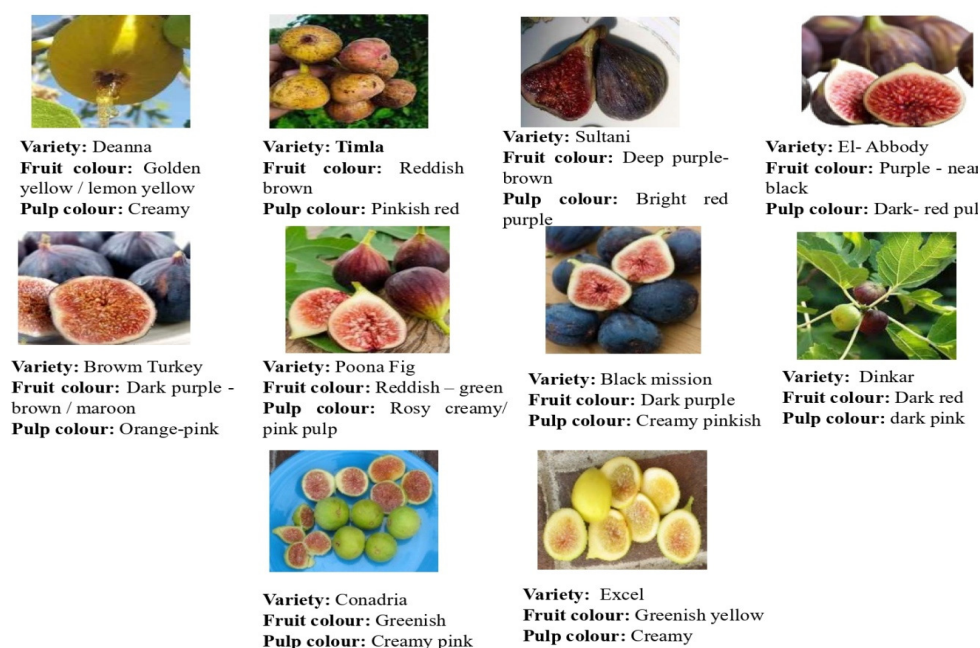 Variety: Deanna
Fruit colour: Golden
yellow / lemon yellow
Pulp colour: Creamy
Variety: Timla
Fruit colour: Reddish
brown
Pulp colour: Pinkish red
Variety: Sultani
Fruit colour: Deep purple-
brown
Pulp colour: Bright red
purple
Variety: El- Abbody
Fruit colour: Purple - near
black
Pulp colour: Dark- red pul
Variety: Browm Turkey
Fruit colour: Dark purple -
brown / maroon
Pulp colour: Orange-pink
Variety: Poona Fig
Fruit colour: Reddish – green
Pulp colour: Rosy creamy/
pink pulp
Variety: Black mission
Fruit colour: Dark purple
Pulp colour: Creamy pinkish
Variety: Dinkar
Fruit colour: Dark red
Pulp colour: dark pink
Variety: Conadria
Fruit colour: Greenish
Pulp colour: Creamy pink
Variety: Excel
Fruit colour: Greenish yellow
Pulp colour: Creamy